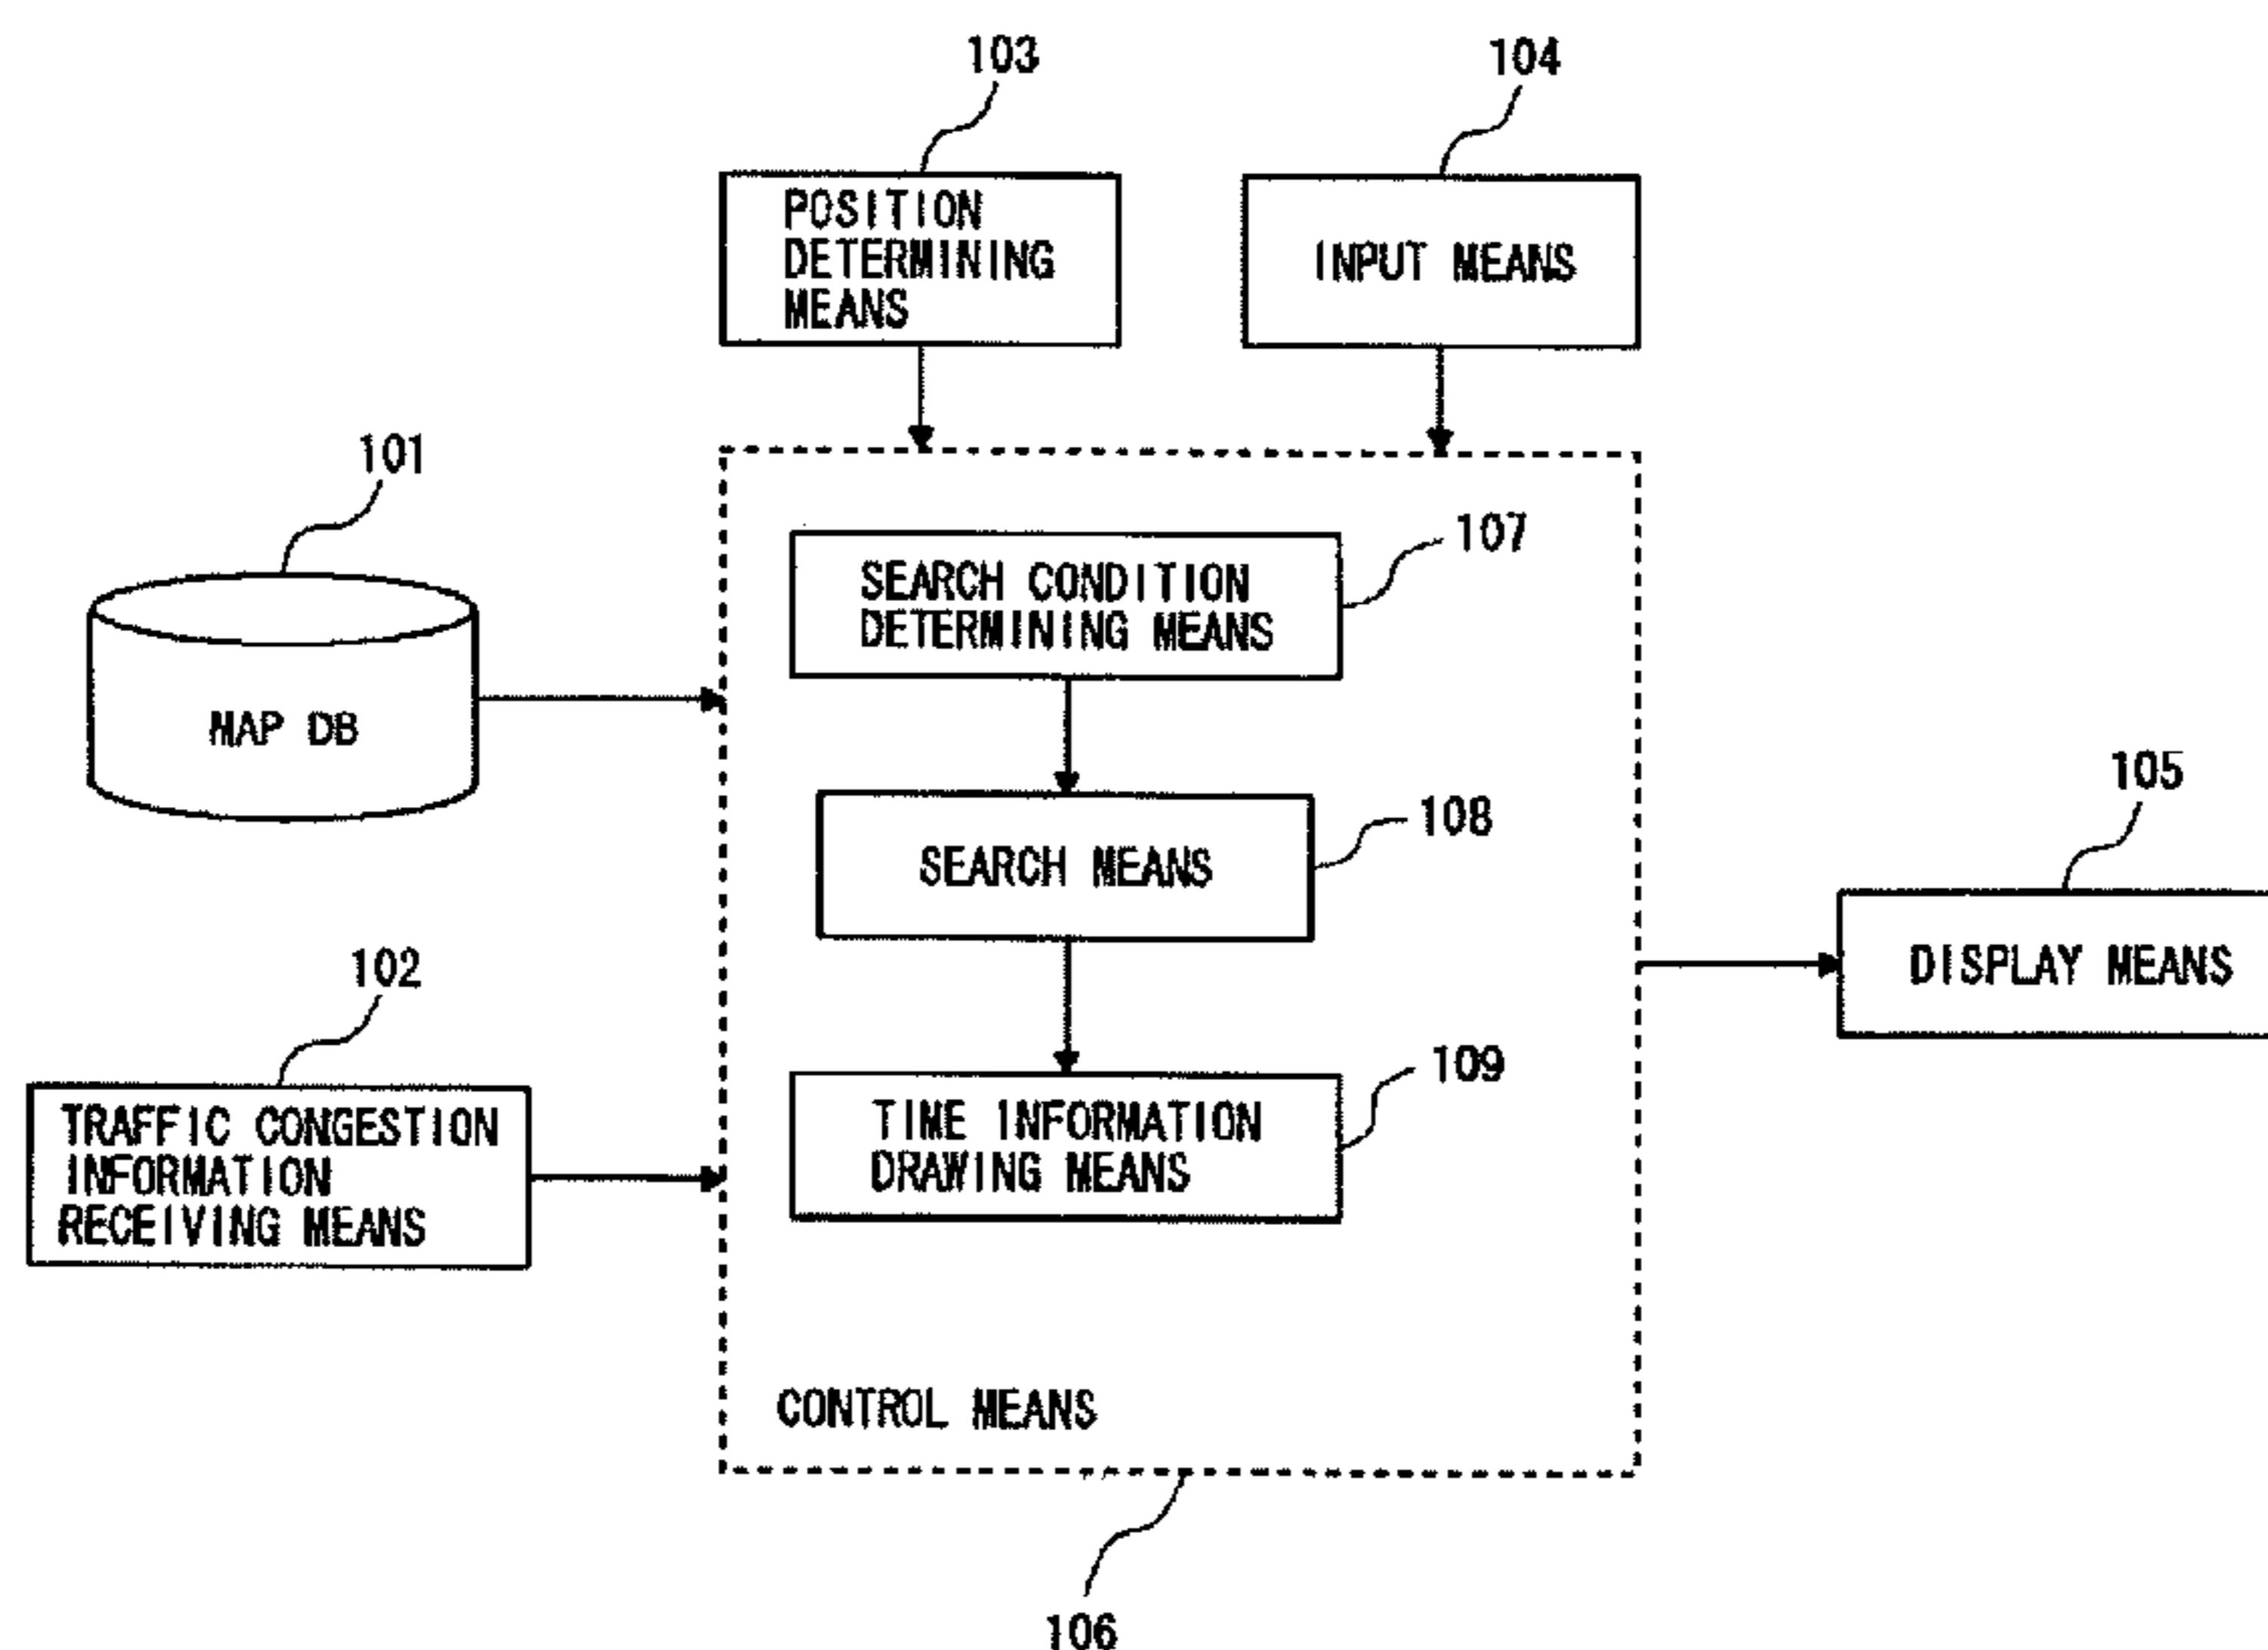 103
104
POSITION
DETERMINING
MEANS
INPUT MEANS
101
MAP DB
107
SEARCH CONDITION
DETERMINING MEANS
108
SEARCH MEANS
105
DISPLAY MEANS
102
TRAFFIC CONGESTION
INFORMATION
RECEIVING MEANS
109
TIME INFORMATION
DRAWING MEANS
CONTROL MEANS
106